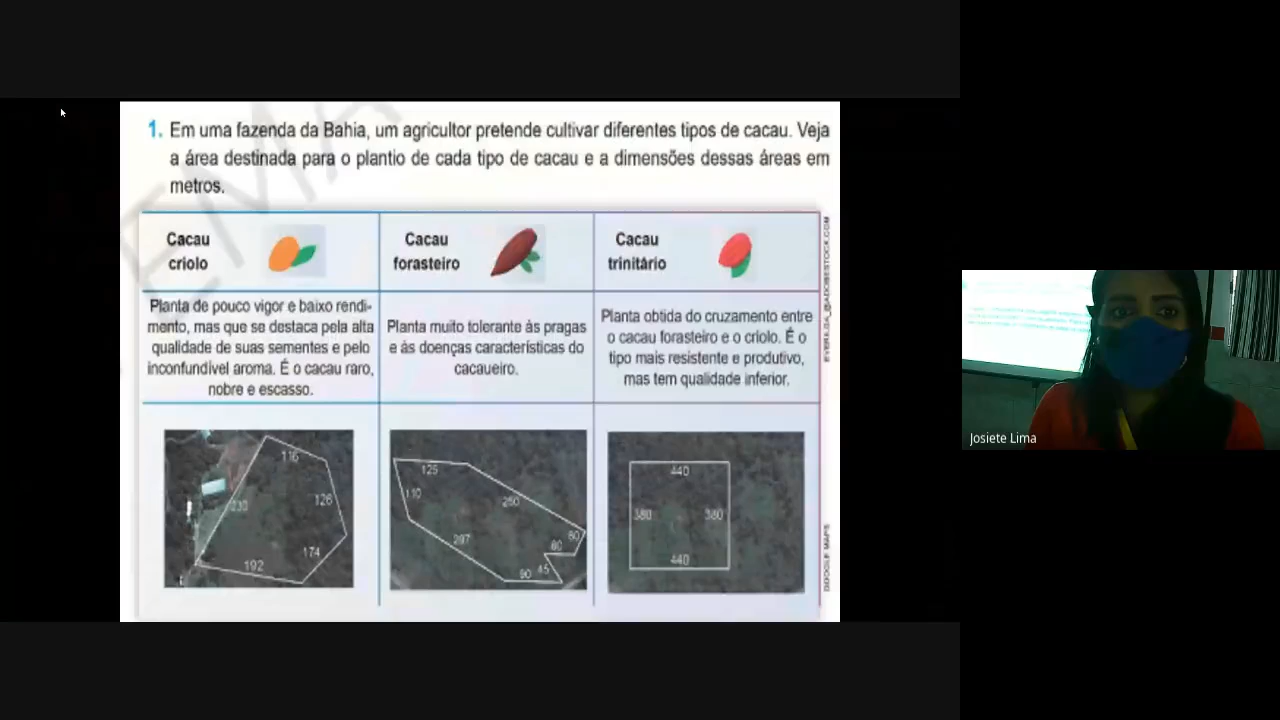 1. Em uma fazenda da Bahia, um agricultor pretende cultivar diferentes tipos de cacau. Veja
a área destinada para o plantio de cada tipo de cacau e a dimensões dessas áreas em
metros.
Cacau
criolo
Cacau
forasteiro
Cacau
trinitário
Planta de pouco vigor e baixo rendi-
mento, mas que se destaca pela alta
qualidade de suas sementes e pelo
inconfundível aroma. É o cacau raro,
nobre e escasso.
Planta muito tolerante às pragas
e às doenças características do
cacaueiro.
Planta obtida do cruzamento entre
o cacau forasteiro e o criolo. É o
tipo mais resistente e produtivo,
mas tem qualidade inferior.
116
126
230
174
192
125
110
250
297
60
60
45
90
440
380
380
440
GOOGLE MAPS
Josiete Lima